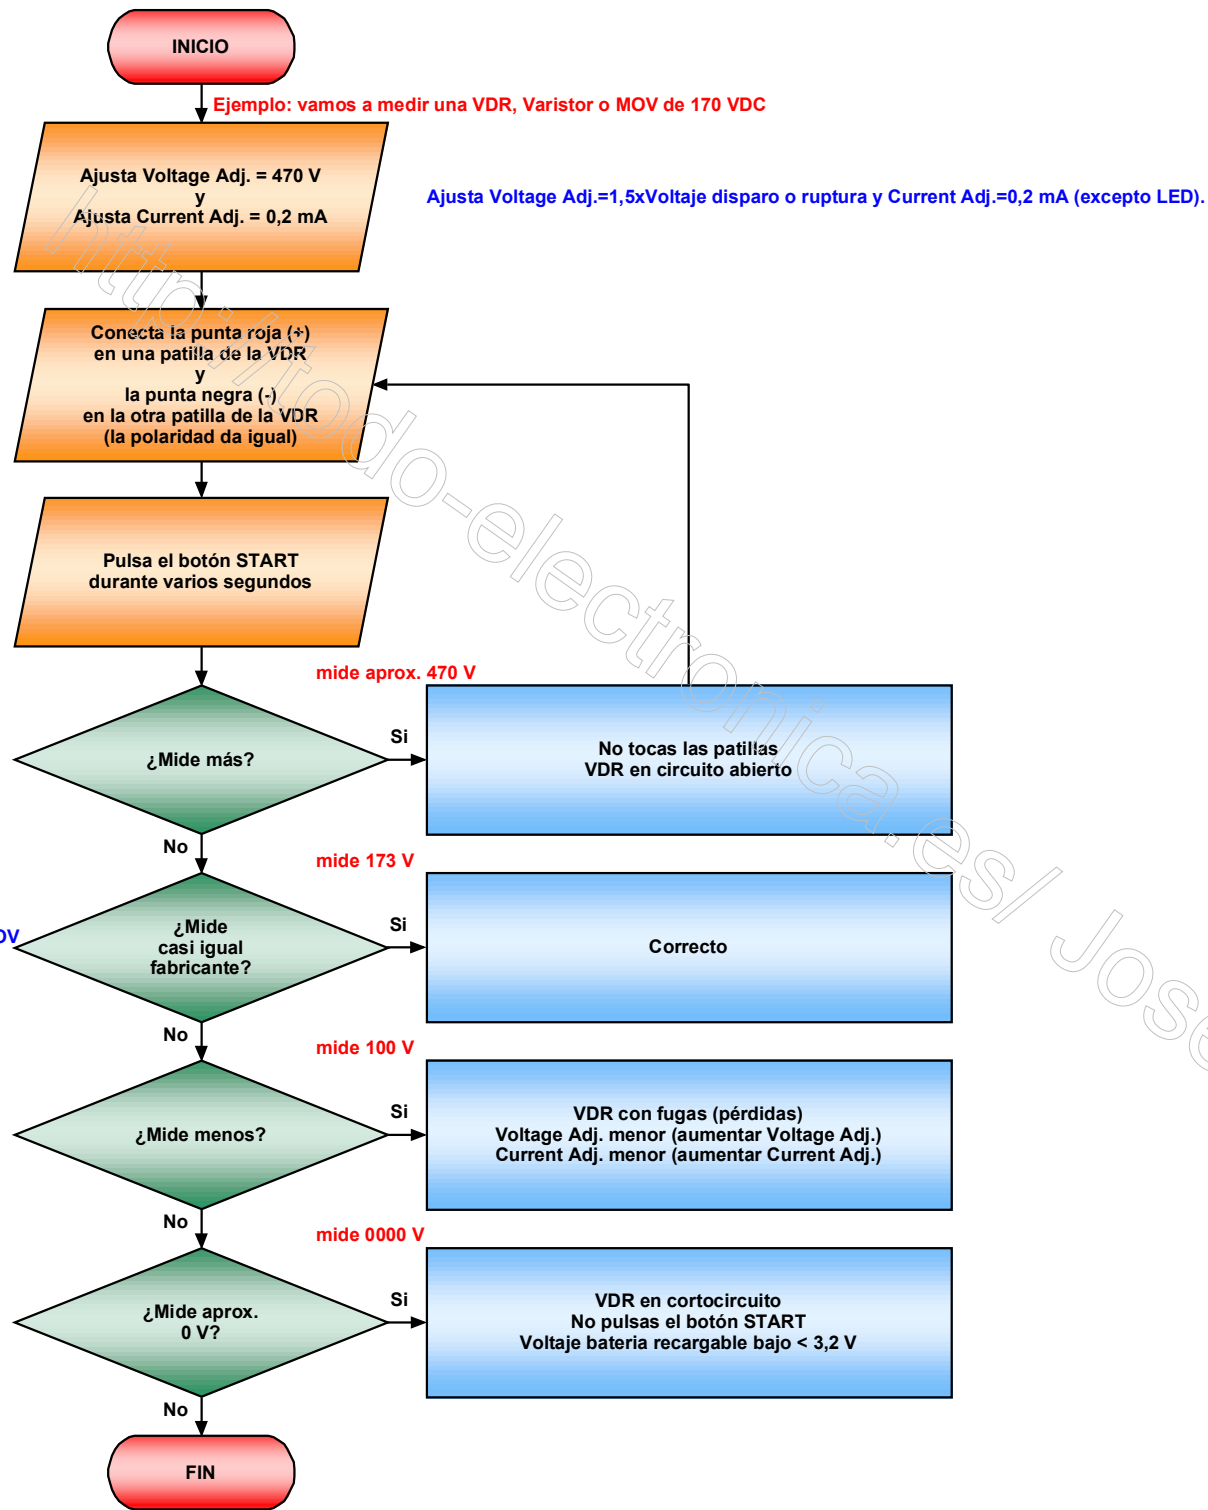 INICIO
Ejemplo: vamos a medir una VDR, Varistor o MOV de 170 VDC
Ajusta Voltage Adj. = 470 V
y
Ajusta Current Adj. = 0,2 mA
Ajusta Voltage Adj.=1,5xVoltaje disparo o ruptura y Current Adj.=0,2 mA (excepto LED).
Conecta la punta roja (+)
en una patilla de la VDR
y
la punta negra (-)
en la otra patilla de la VDR
(la polaridad da igual)
Pulsa el botón START
durante varios segundos
mide aprox. 470 V
¿Mide más?
Si
No tocas las patillas
VDR en circuito abierto
No
mide 173 V
OV
¿Mide
casi igual
fabricante?
Si
Correcto
No
mide 100 V
¿Mide menos?
Si
VDR con fugas (pérdidas)
Voltage Adj. menor (aumentar Voltage Adj.)
Current Adj. menor (aumentar Current Adj.)
No
mide 0000 V
¿Mide aprox.
0 V?
Si
VDR en cortocircuito
No pulsas el botón START
Voltaje bateria recargable bajo < 3,2 V
No
FIN
http://todo-electronica.es/ Jose